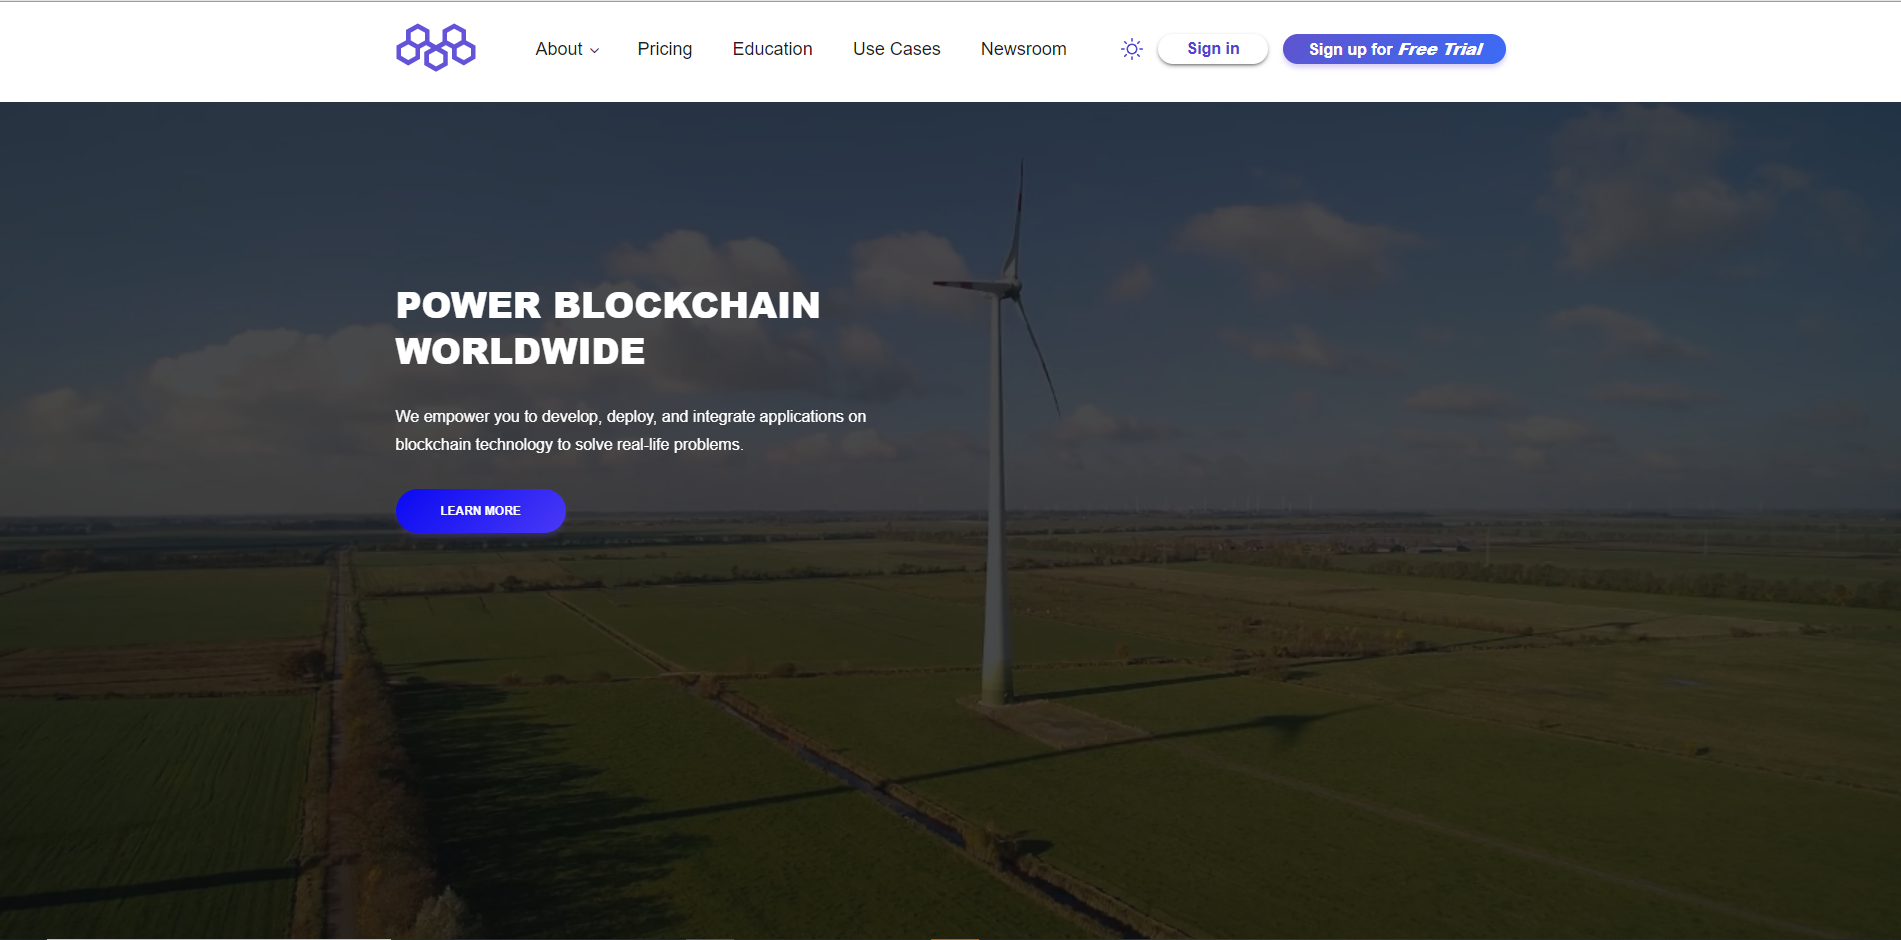 About
Pricing
Education
Use Cases
Newsroom
Sign in
Sign up for Free Trial
POWER BLOCKCHAIN
WORLDWIDE
We empower you to develop, deploy, and integrate applications on
blockchain technology to solve real-life problems.
LEARN MORE